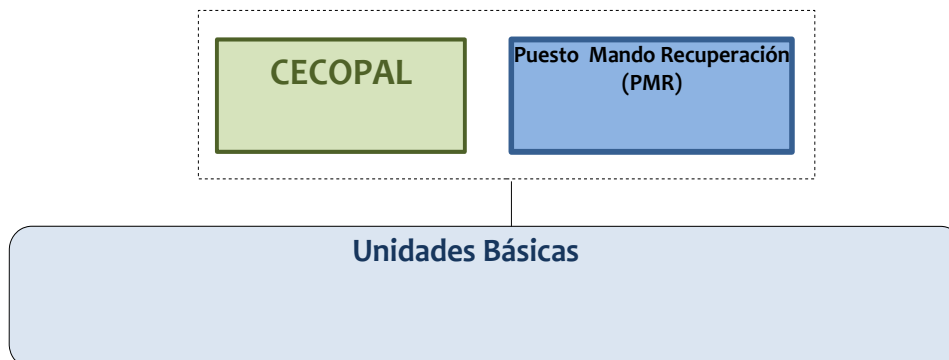 CECOPAL
Puesto Mando Recuperación
(PMR)
Unidades Básicas